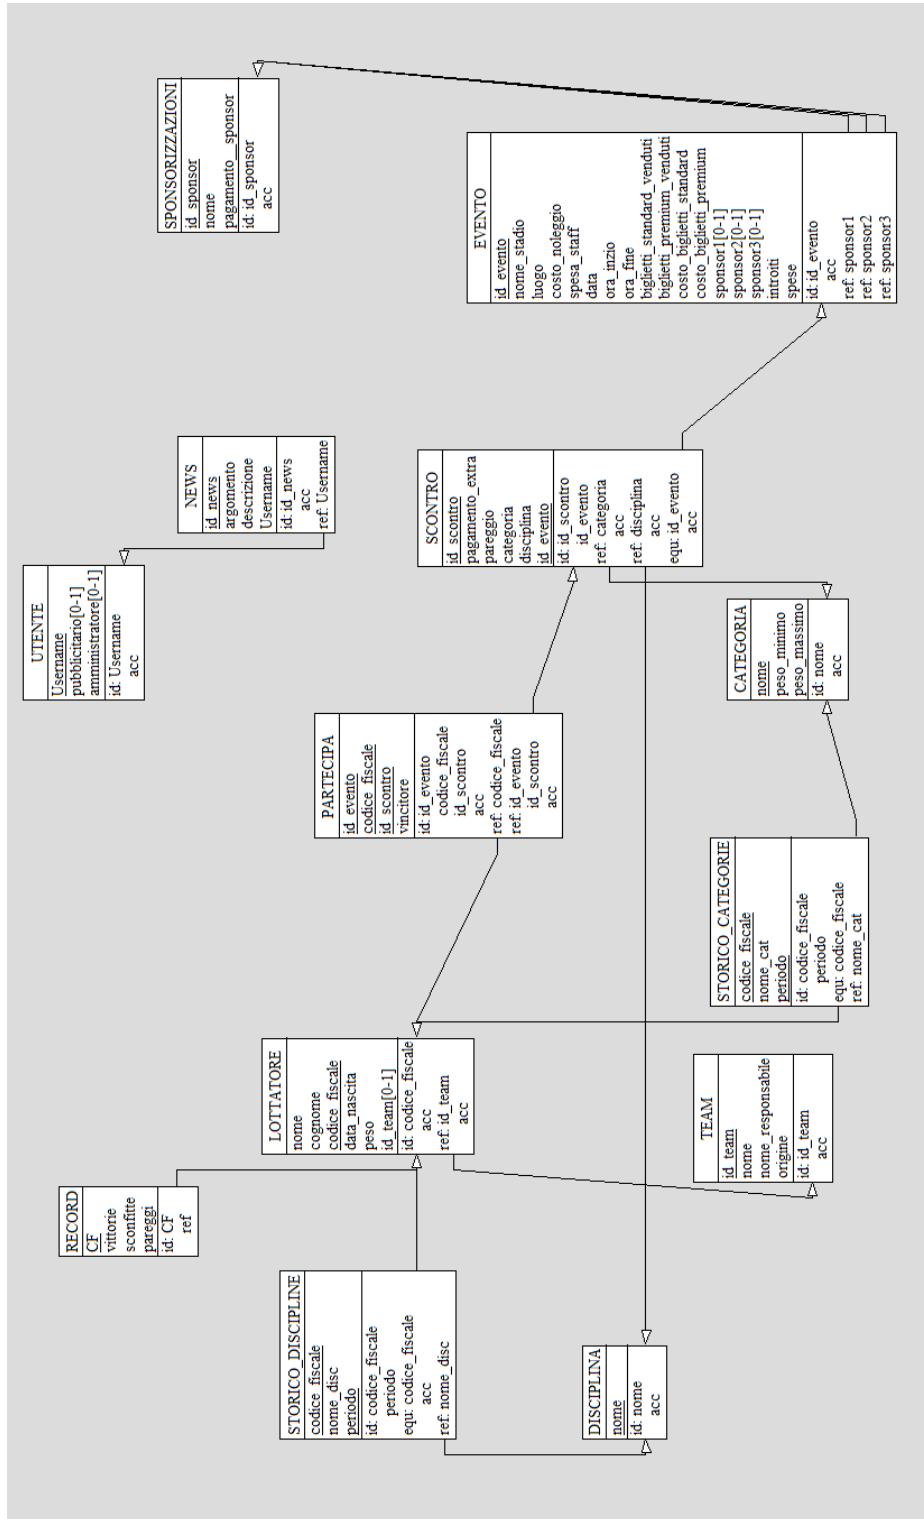 RECORD
CF
vittorie
sconfitte
pareggi
id: CF
ref
STORICO_DISCIPLINE
codice_fiscale
nome_disc
periodo
id: codice_fiscale
periodo
equ: codice_fiscale
acc
ref: nome_disc
DISCIPLINA
nome
id: nome
acc
LOTTATORE
nome
cognome
codice_fiscale
data_nascita
peso
id_team[0-1]
id: codice_fiscale
acc
ref: id_team
acc
TEAM
id_team
nome
nome_responsabile
origine
id: id_team
acc
STORICO_CATEGORIE
codice_fiscale
nome_cat
periodo
id: codice_fiscale
periodo
equ: codice_fiscale
ref: nome_cat
PARTECIPA
id_evento
codice_fiscale
id_scontro
vincitore
id: id_evento
codice_fiscale
id_scontro
acc
ref: codice_fiscale
ref: id_evento
id_scontro
acc
UTENTE
Username
pubblicitario[0-1]
amministratore[0-1]
id: Username
acc
NEWS
id_news
argomento
descrizione
Username
id: id_news
acc
ref: Username
CATEGORIA
nome
peso_minimo
peso_massimo
id: nome
acc
SCONTRO
id_scontro
pagamento_extra
pareggio
categoria
disciplina
id_evento
id: id_scontro
id_evento
ref: categoria
acc
ref: disciplina
acc
equ: id_evento
acc
SPONSORIZZAZIONI
id_sponsor
nome
pagamento__sponsor
id: id_sponsor
acc
EVENTO
id_evento
nome_stadio
luogo
costo_noleggio
spesa_staff
data
ora_inzio
ora_fine
biglietti_standard_venduti
biglietti_premium_venduti
costo_biglietti_standard
costo_biglietti_premium
sponsor1[0-1]
sponsor2[0-1]
sponsor3[0-1]
introiti
spese
id: id_evento
acc
ref: sponsor1
ref: sponsor2
ref: sponsor3